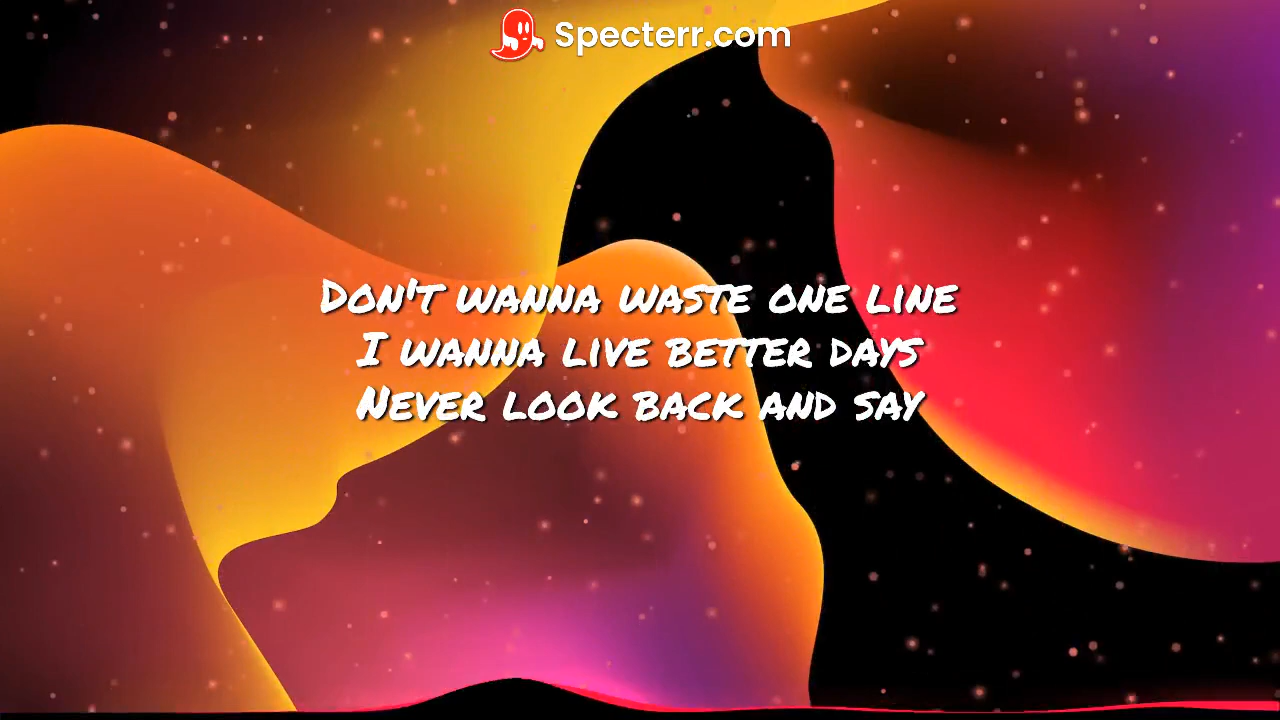 Specterr.com
Don't wanna waste one line
I wanna live better days
Never look back and say